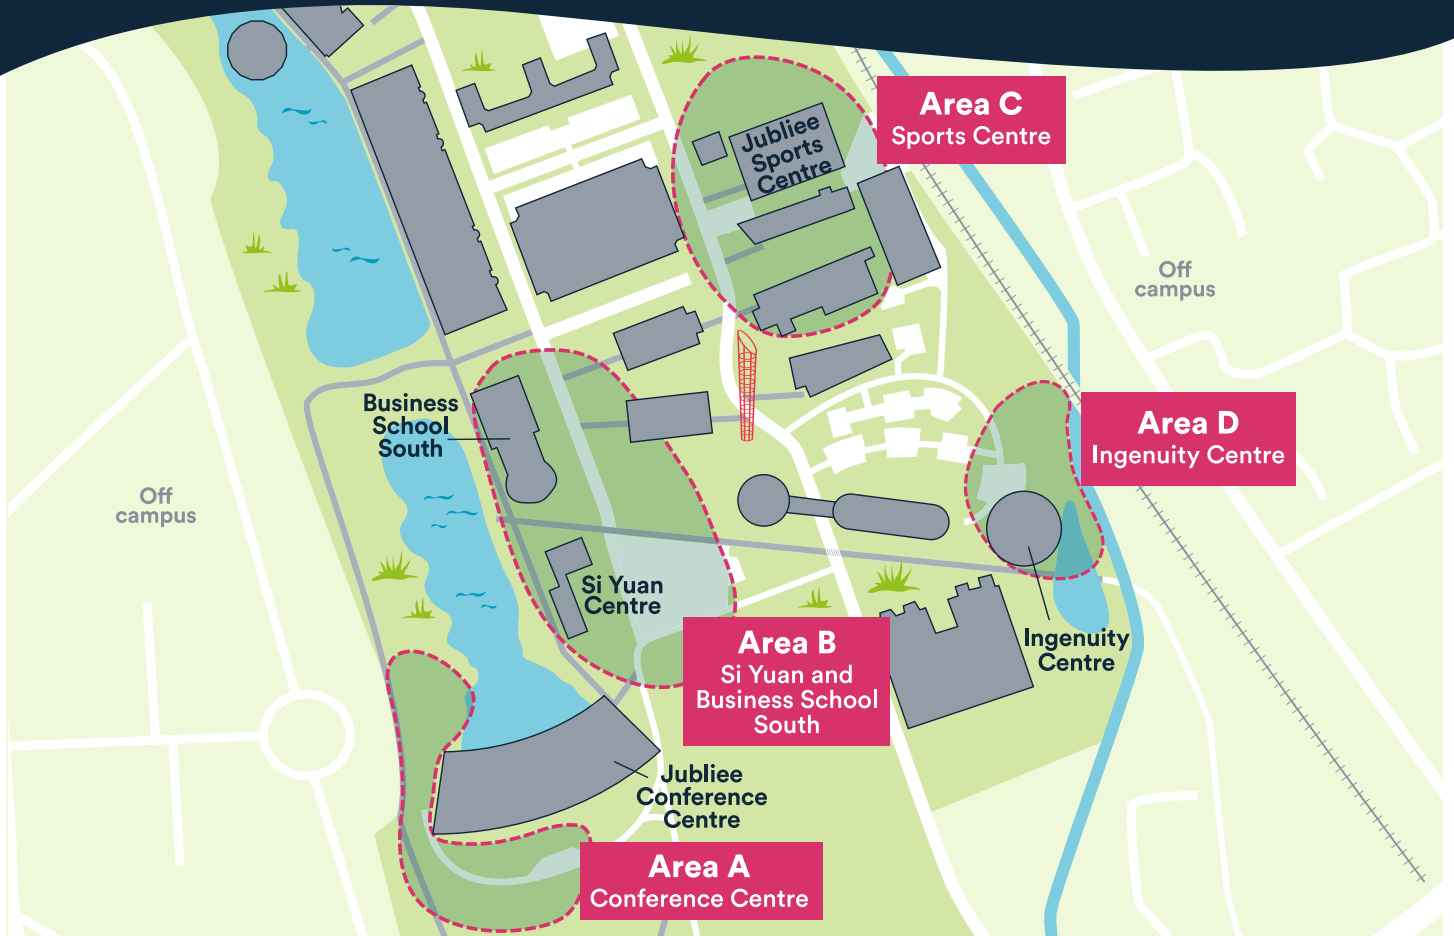 Area C
Sports Centre
Jubliee
Sports
Centre
Off
campus
Business
School
South
Area D
Ingenuity Centre
Off
campus
Si Yuan
Centre
Area B
Si Yuan and
Business School
South
Ingenuity
Centre
Jubliee
Conference
Centre
Area A
Conference Centre